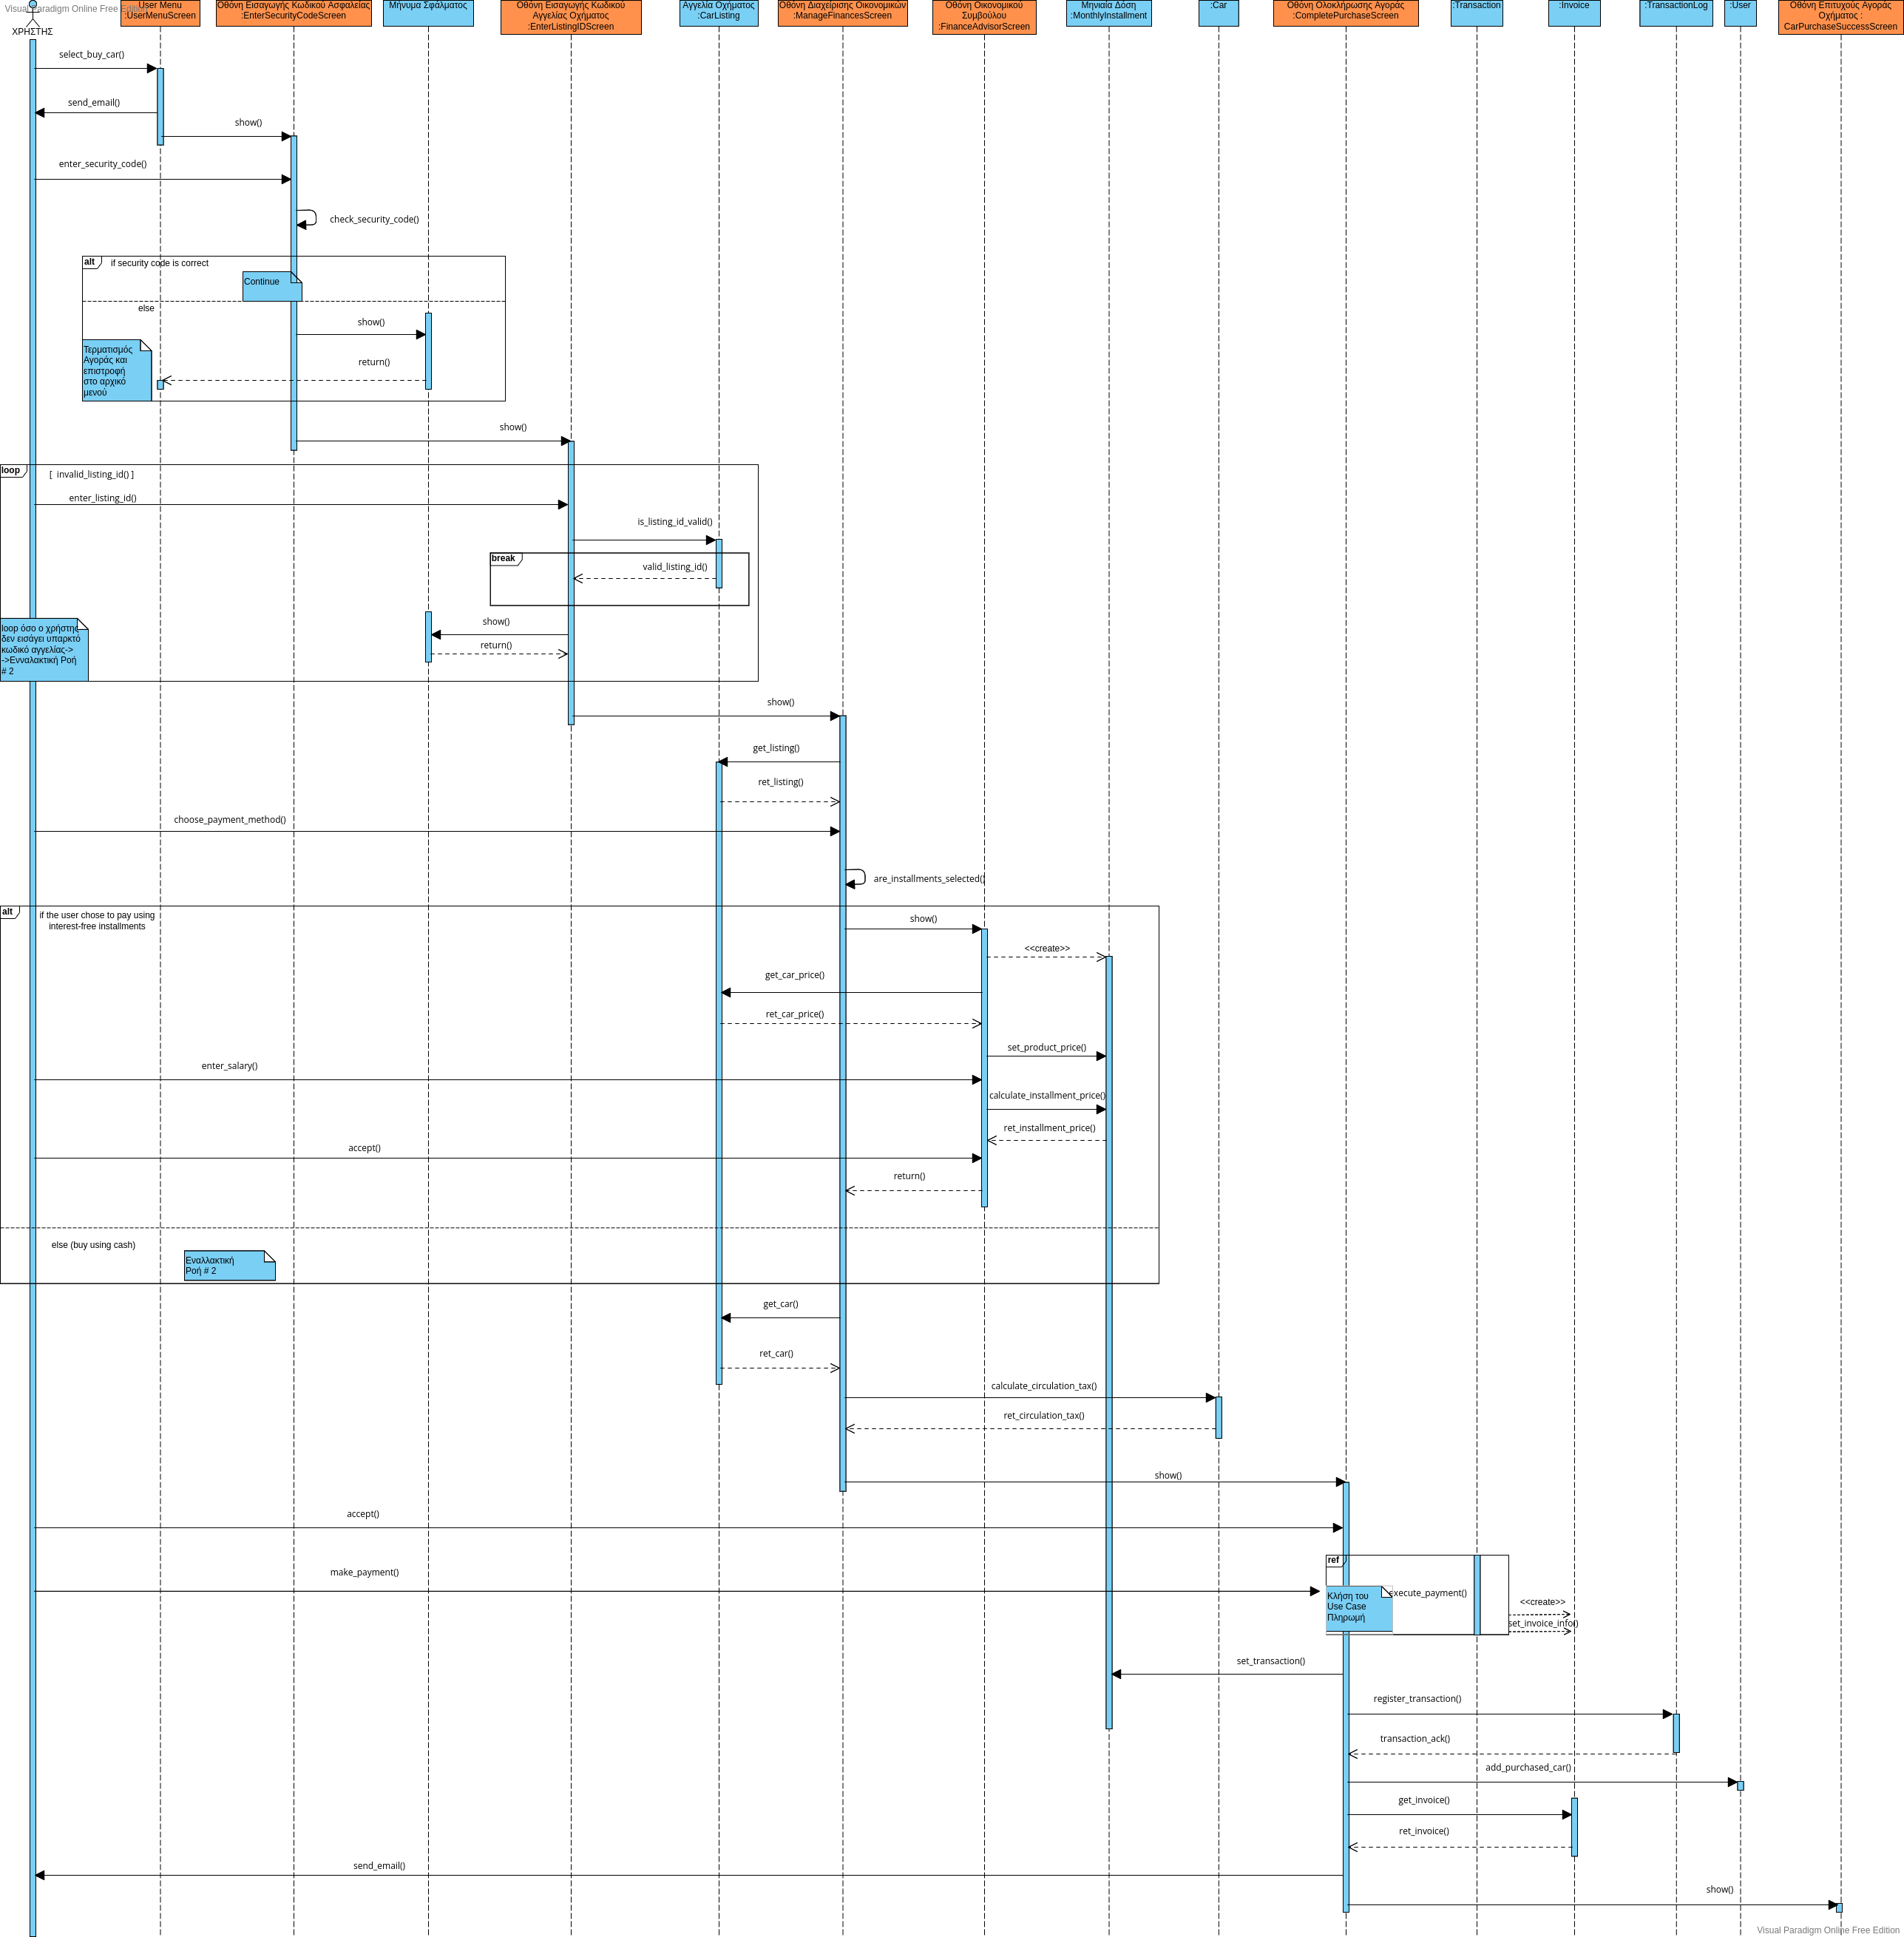 Visual Paradigm Online Free Edition
ΧΡΗΣΤΗΣ
User Menu
:UserMenuScreen
Οθόνη Εισαγωγής Κωδικού Ασφαλείας
:EnterSecurityCodeScreen
Μήνυμα Σφάλματος
Οθόνη Εισαγωγής Κωδικού
Αγγελίας Οχήματος
:EnterListingIDScreen
Αγγελία Οχήματος
:CarListing
Οθόνη Διαχείρισης Οικονομικών
:ManageFinancesScreen
Οθόνη Οικονομικού
Συμβούλου
:FinanceAdvisorScreen
Μηνιαία Δόση
:MonthlyInstallment
:Car
Οθόνη Ολοκλήρωσης Αγοράς
:CompletePurchaseScreen
:Transaction
:Invoice
:TransactionLog
:User
Οθόνη Επιτυχούς Αγοράς
Οχήματος :
CarPurchaseSuccessScreen
select_buy_car()
send_email()
show()
enter_security_code()
check_security_code()
alt
if security code is correct
Continue
else
show()
Τερματισμός
Αγοράς και
επιστροφή
στο αρχικό
μενού
return()
show()
loop
[ invalid_listing_id() ]
enter_listing_id()
is_listing_id_valid()
break
valid_listing_id()
loop όσο ο χρήστης
δεν εισάγει υπαρκτό
κωδικό αγγελίας->
->Ενναλακτική Ροή
# 2
show()
return()
show()
get_listing()
ret_listing()
choose_payment_method()
are_installments_selected()
alt
if the user chose to pay using
interest-free installments
show()
<<create>>
get_car_price()
ret_car_price()
set_product_price()
enter_salary()
calculate_installment_price()
ret_installment_price()
accept()
return()
else (buy using cash)
Εναλλακτική
Ροή # 2
get_car()
ret_car()
calculate_circulation_tax()
ret_circulation_tax()
show()
accept()
ref
make_payment()
Κλήση του
Use Case
Πληρωμή
execute_payment()
<<create>>
set_invoice_info()
set_transaction()
register_transaction()
transaction_ack()
add_purchased_car()
get_invoice()
ret_invoice()
send_email()
show()
Visual Paradigm Online Free Edition